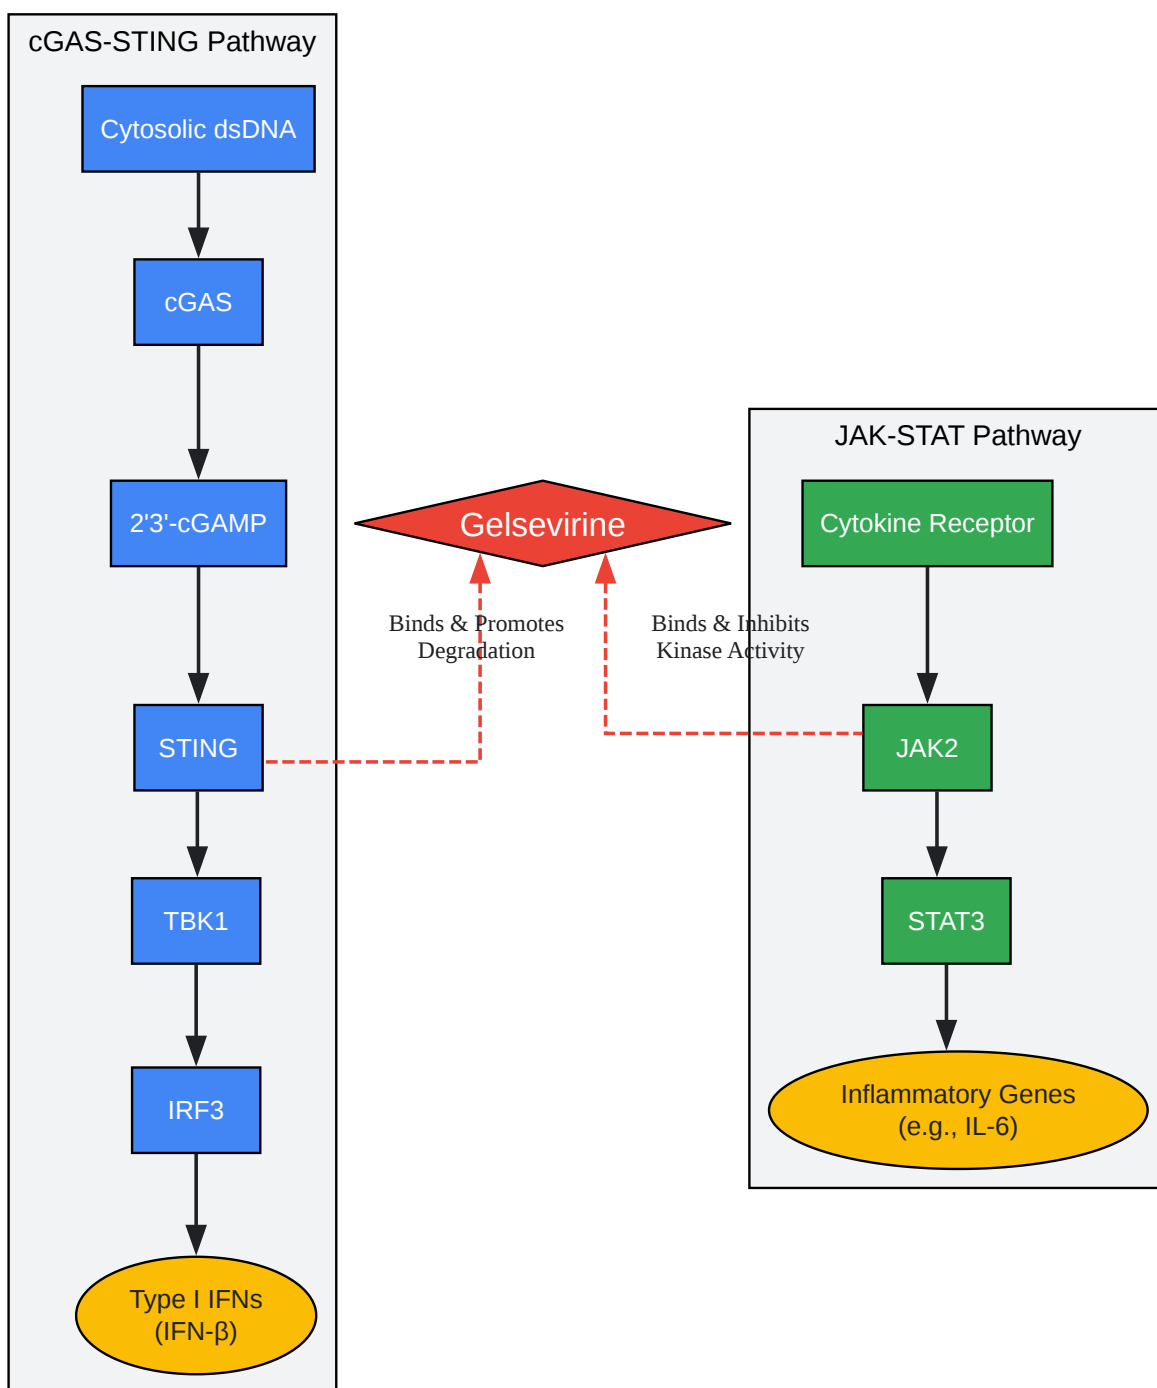 cGAS-STING Pathway
Cytosolic dsDNA
cGAS
2'3'-cGAMP
STING
TBK1
IRF3
Type I IFNs
(IFN-β)
Gelsevirine
Binds & Promotes
Degradation
Binds & Inhibits
Kinase Activity
JAK-STAT Pathway
Cytokine Receptor
JAK2
STAT3
Inflammatory Genes
(e.g., IL-6)